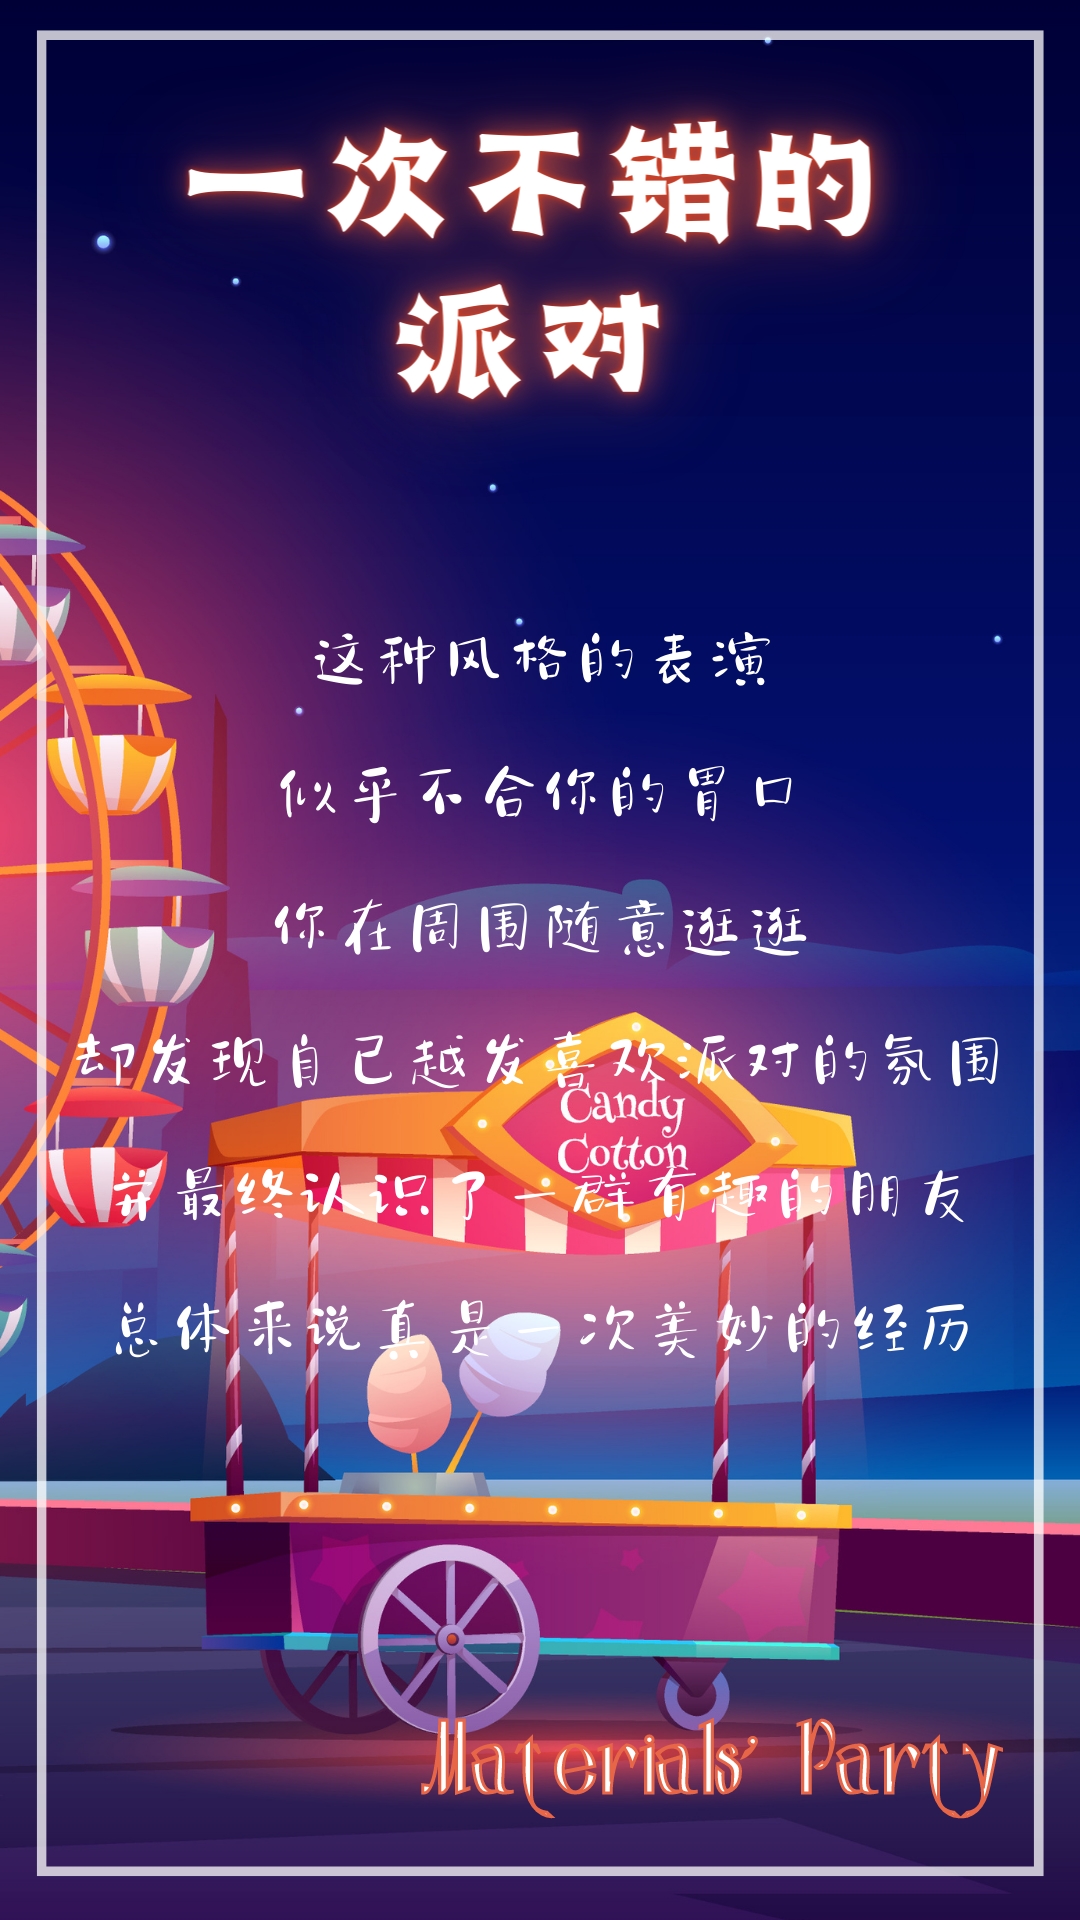 一次不错的
派对
这种风格的表演
似乎不合你的胃口
你在周围随意逛逛
却发现自己越发喜欢派对的氛围
Candy
Cotton
并最终认识了一群有趣的朋友
总体来说真是一次美妙的经历
Materials' Party